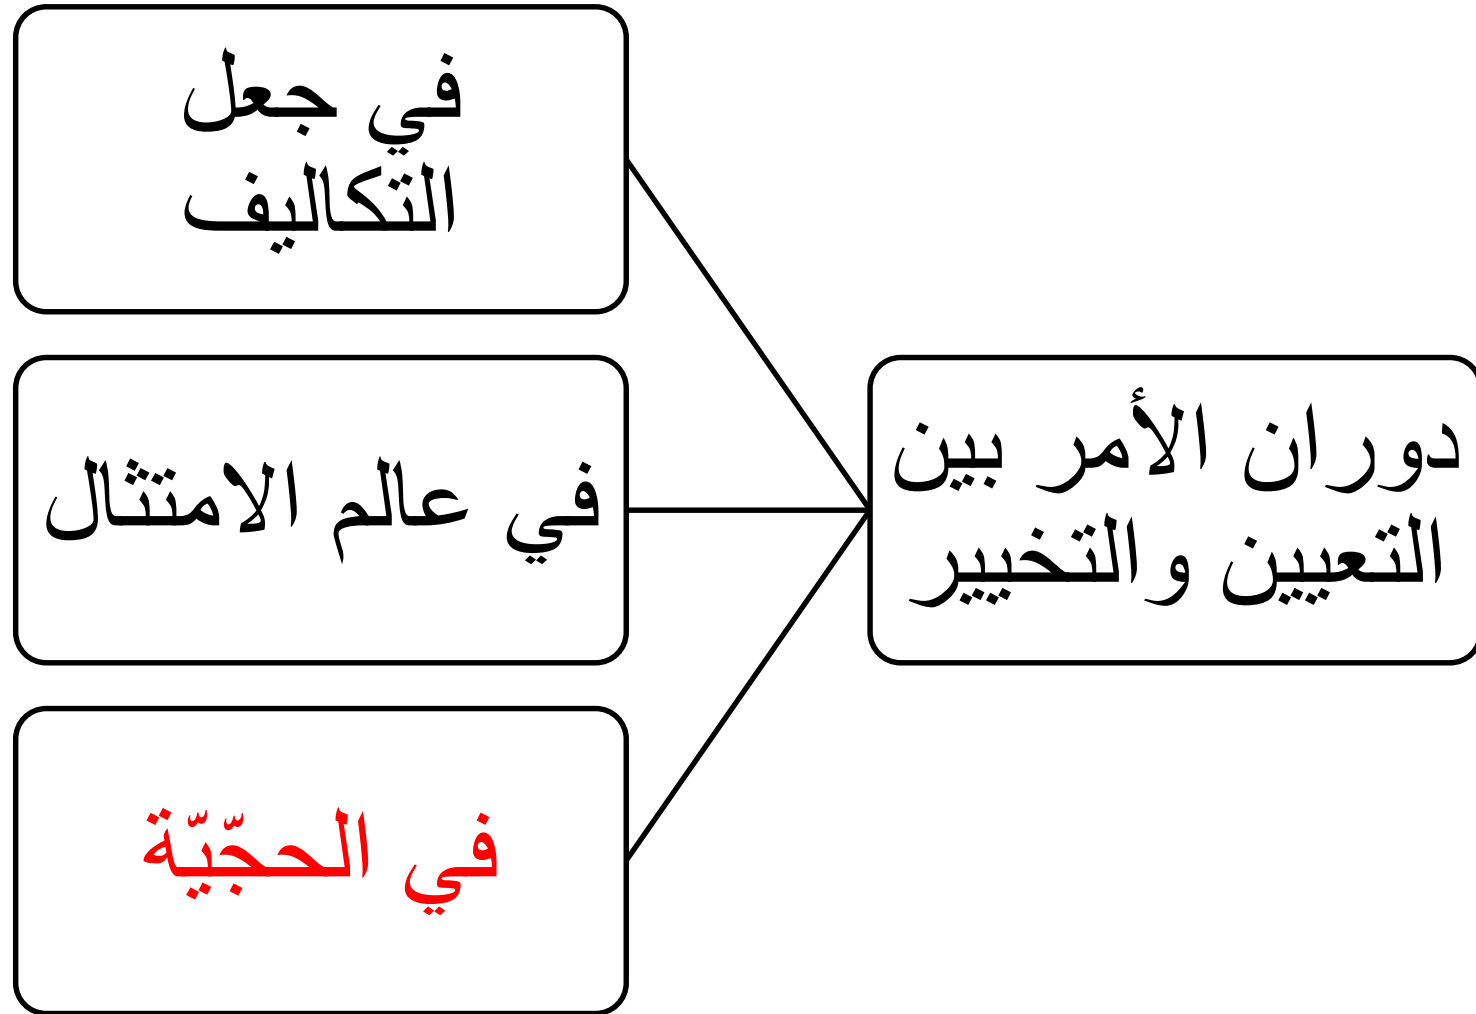 دوران الأمر بين
التعيين والتخيير
في جعل
التكاليف
في عالم الامتثال
في الحجّيّة